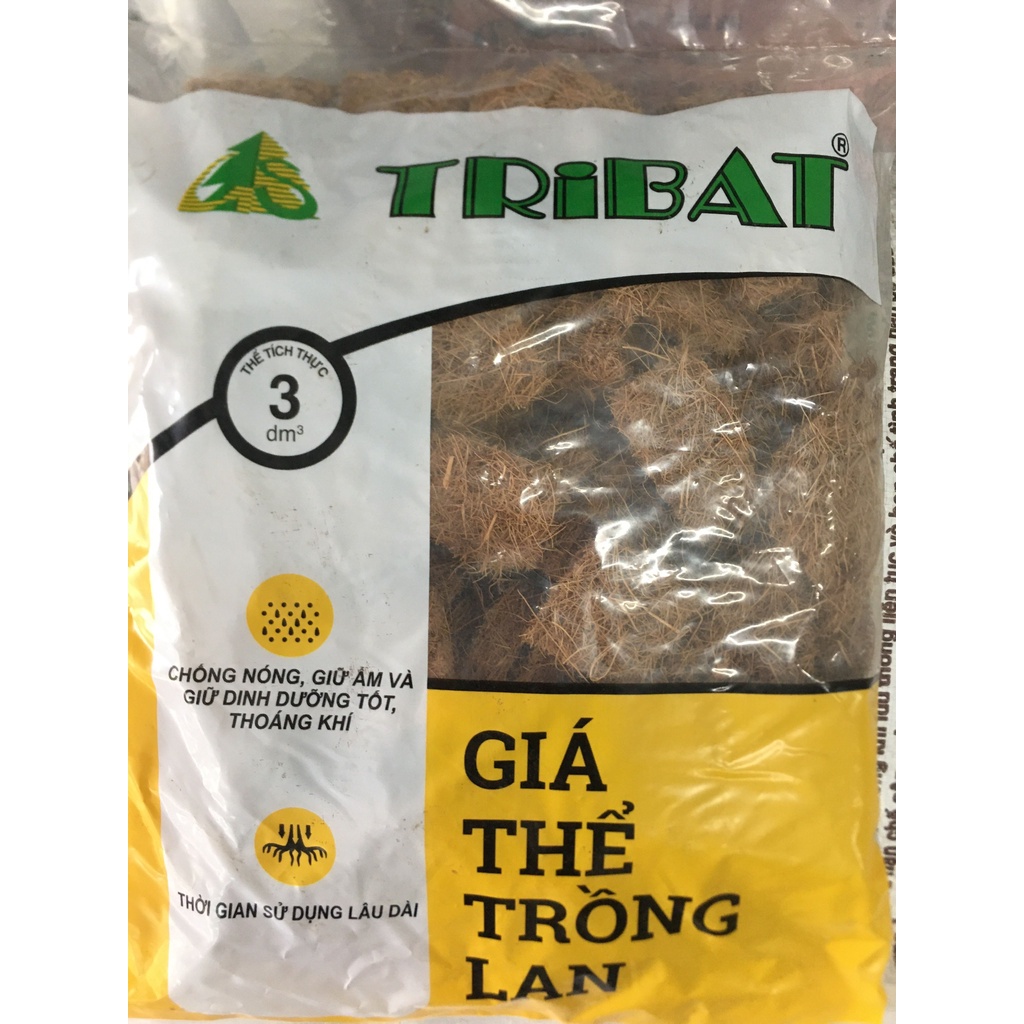 TRiBAT®
THỂ TÍCH THỰC
3
dm³
CHỐNG NÓNG, GIỮ ẨM VÀ
GIỮ DINH DƯỠNG TỐT,
THOÁNG KHÍ
THỜI GIAN SỬ DỤNG LÂU DÀI
GIÁ
THỂ
TRỒNG
LAN